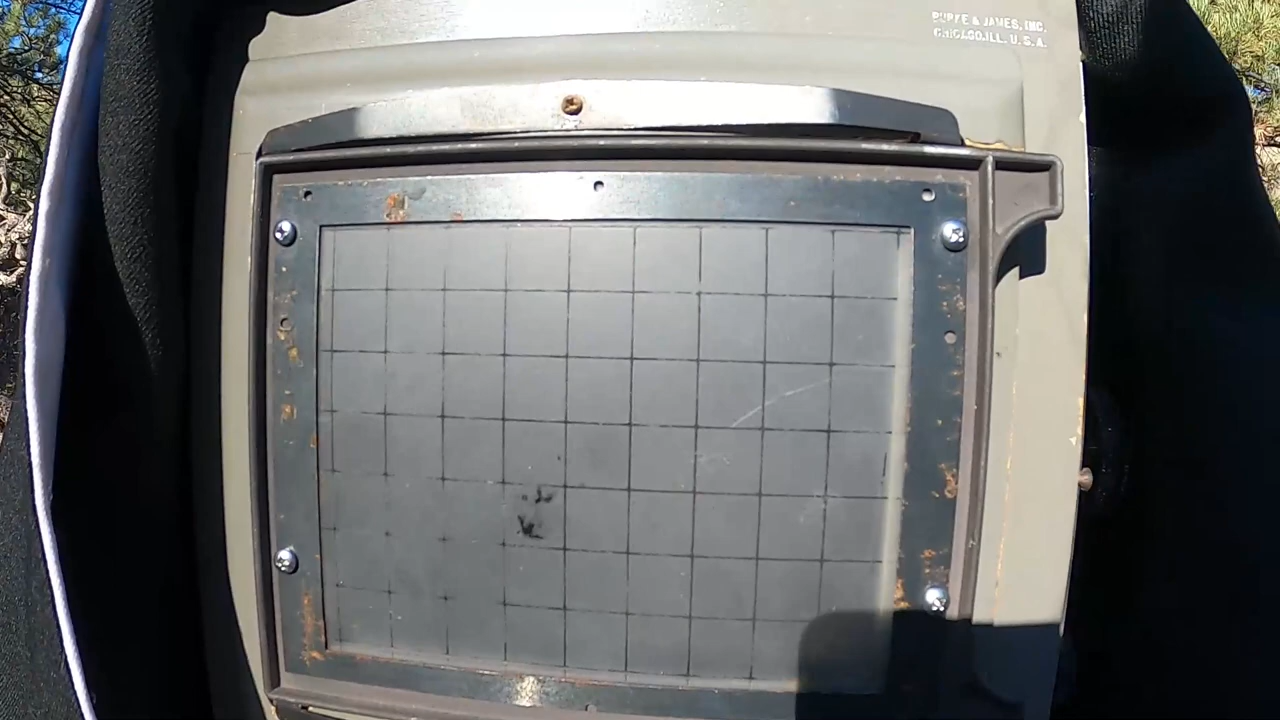 BURKE & JAMES, INC.
CHICAGO, ILL. U. S. A.